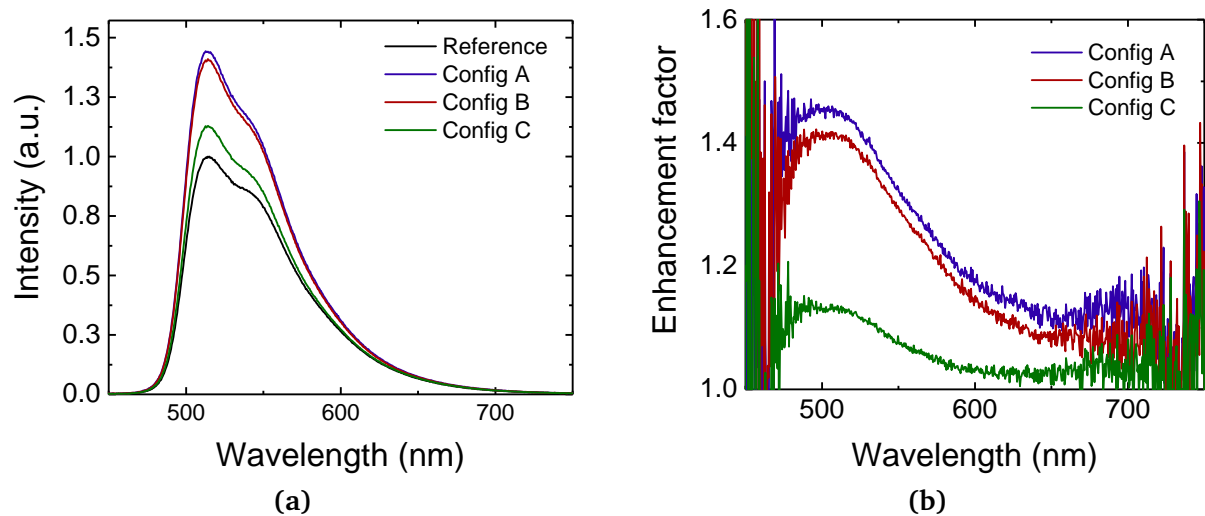 1.5
1.3
1.0
0.8
0.5
0.3
0.0
500
600
700
Intensity (a.u.)
Wavelength (nm)
Reference
Config A
Config B
Config C
(a)
1.6
1.4
1.2
1.0
500
600
700
Enhancement factor
Wavelength (nm)
Config A
Config B
Config C
(b)